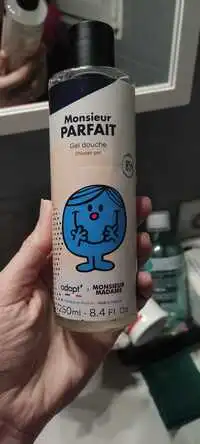 Monsieur
PARFAIT
Gel douche
Shower gel
adopt'
MONSIEUR
MADAME
250ml - 8.4 Fl. Oz